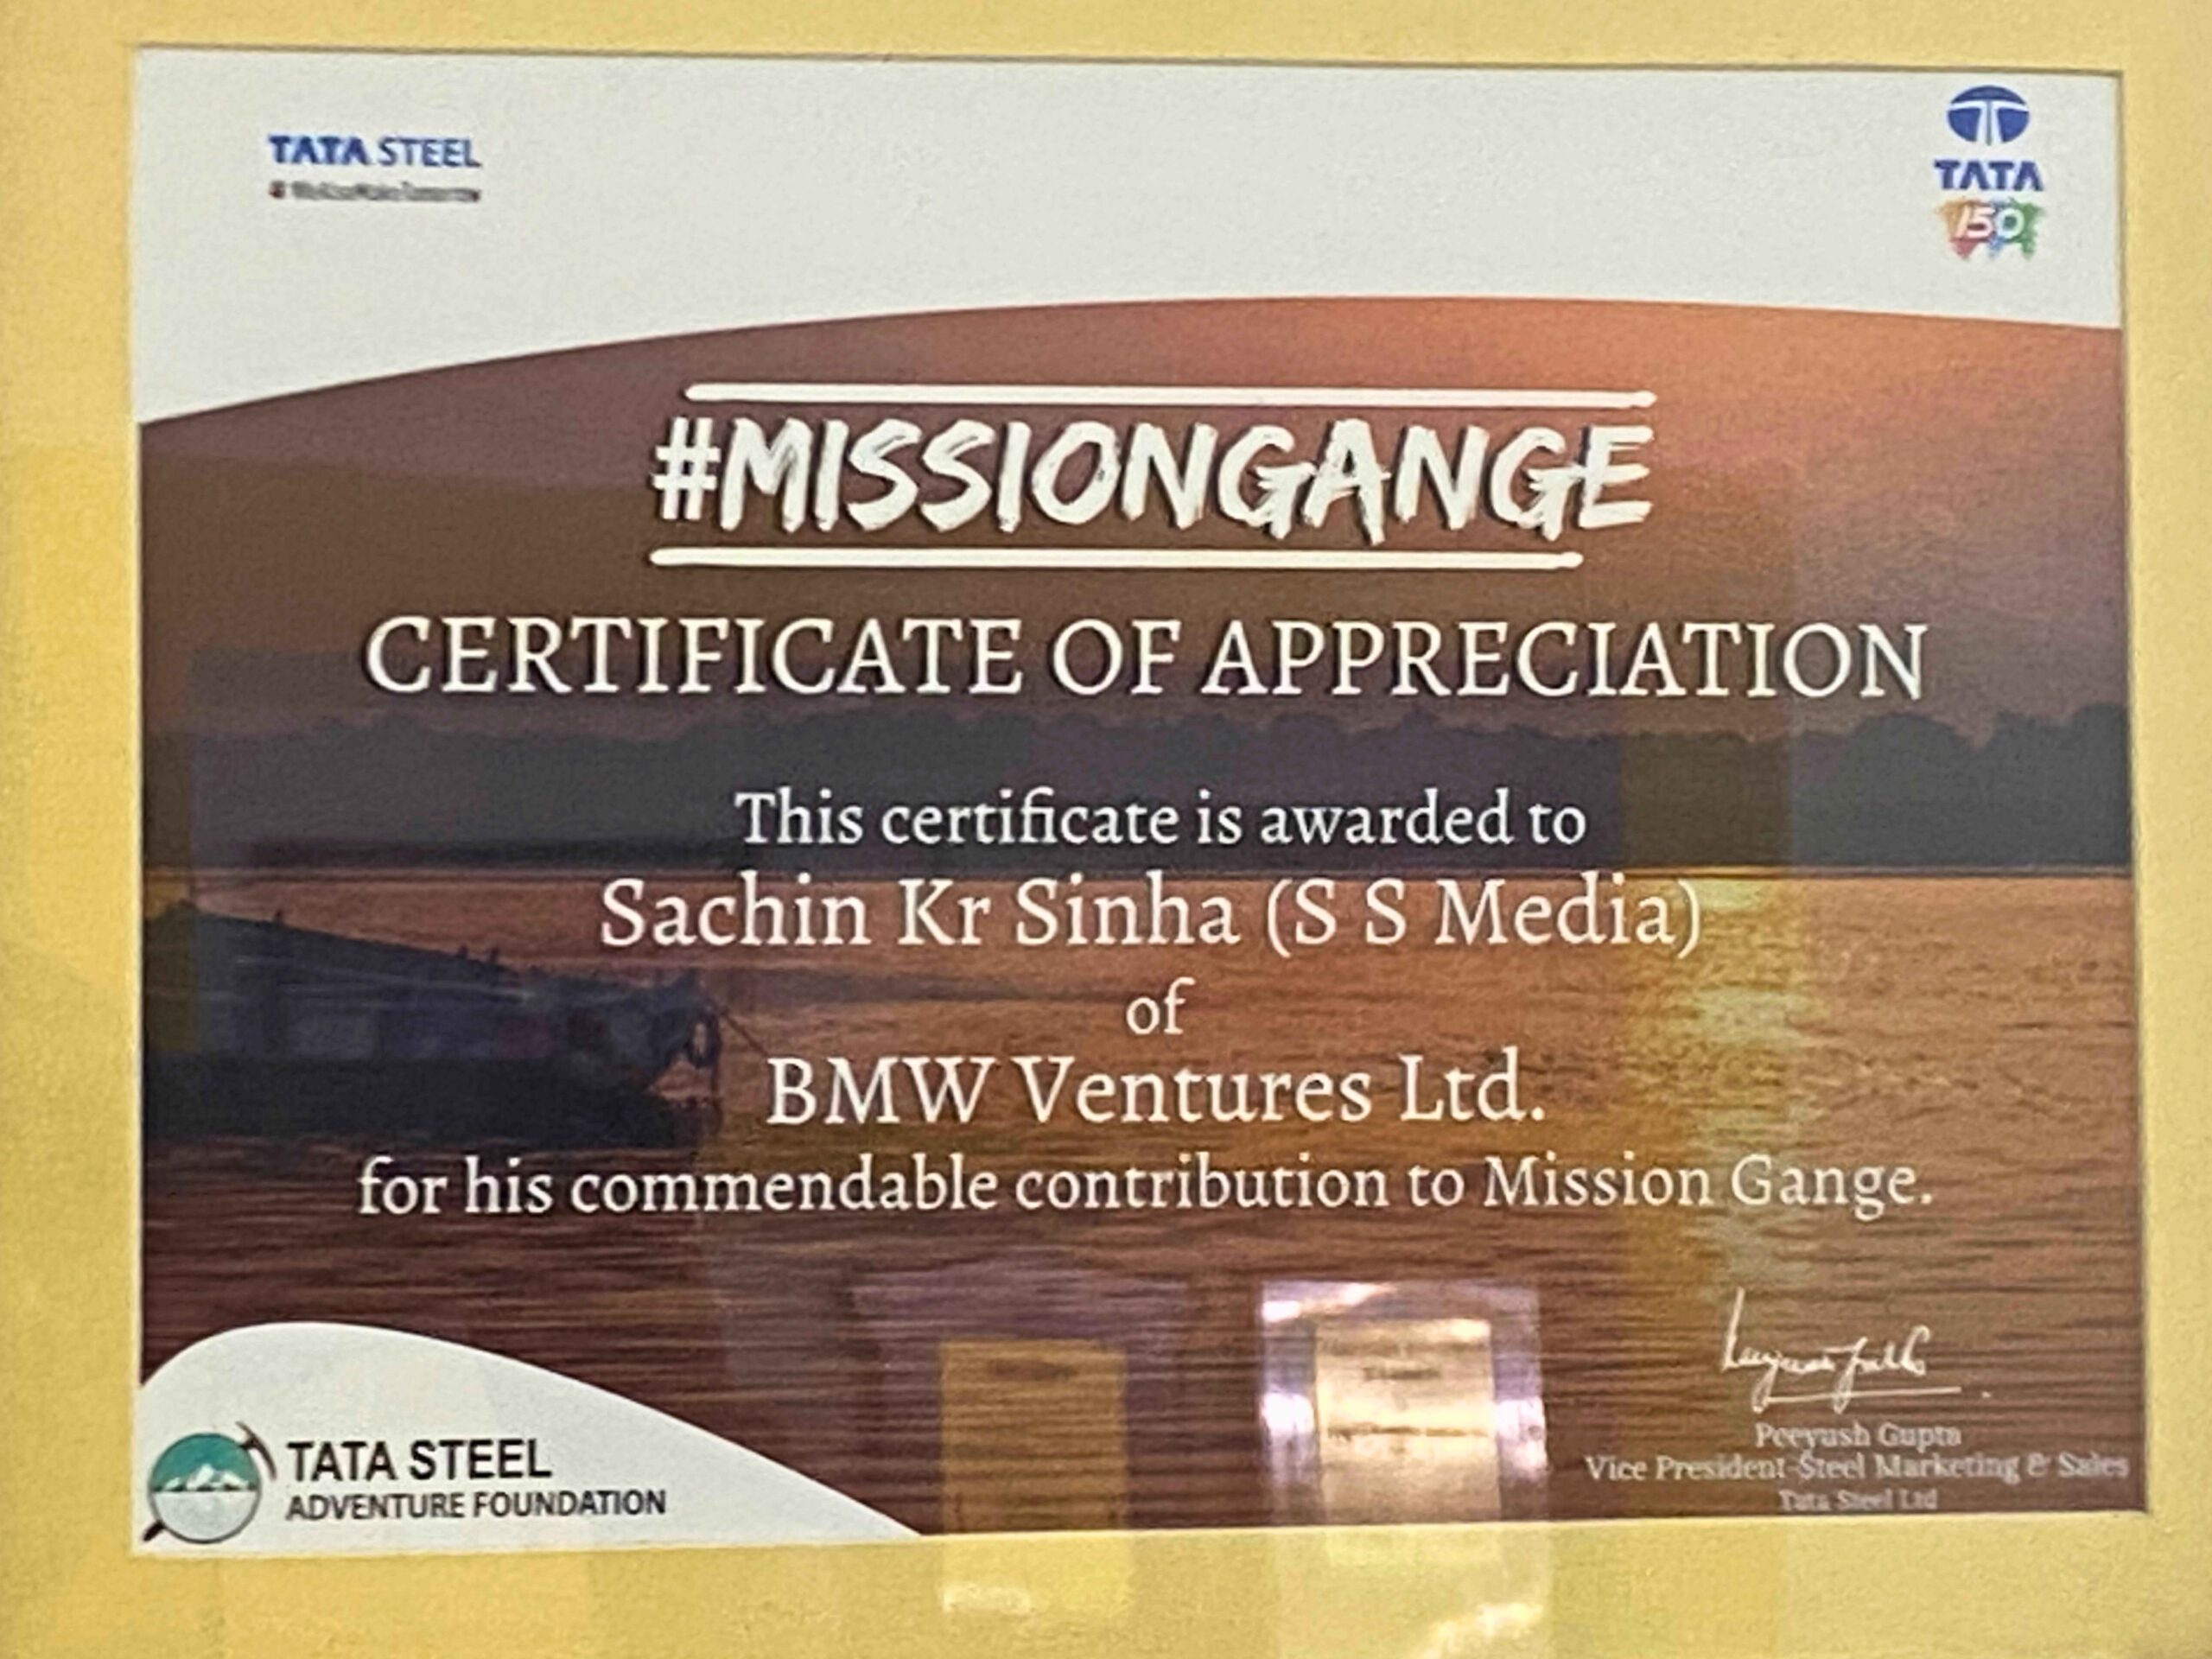 TATA STEEL
#WeAlsoMakeTomorrow
TATA
150
#MISSIONGANGE
CERTIFICATE OF APPRECIATION
This certificate is awarded to
Sachin Kr Sinha (S S Media)
of
BMW Ventures Ltd.
for his commendable contribution to Mission Gange.
Peeyush Gupta
Vice President-Steel Marketing & Sales
Tata Steel Ltd
TATA STEEL
ADVENTURE FOUNDATION